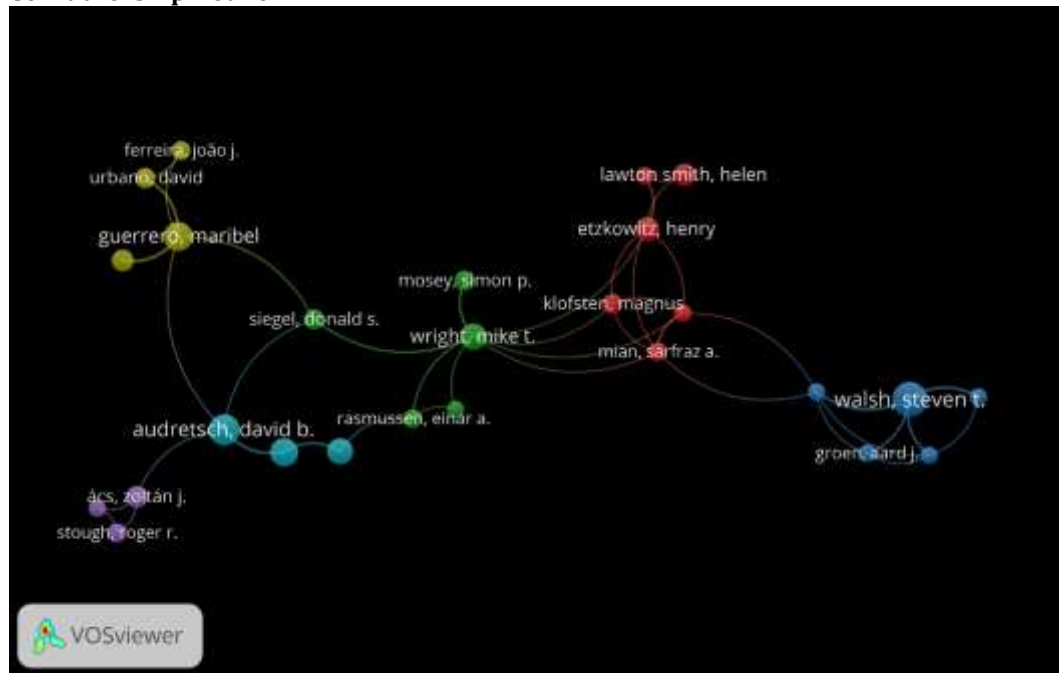 ferreira, joão j.
urbano, david
guerrero, maribel
lawton smith, helen
etzkowitz, henry
mosey, simon p.
klofsten, magnus
siegel, donald s.
wright, mike t.
mian, sarfraz a.
walsh, steven t.
rasmussen, einar a.
audretsch, david b.
groen, aard j.
ács, zoltán j.
stough, roger r.
VOSviewer